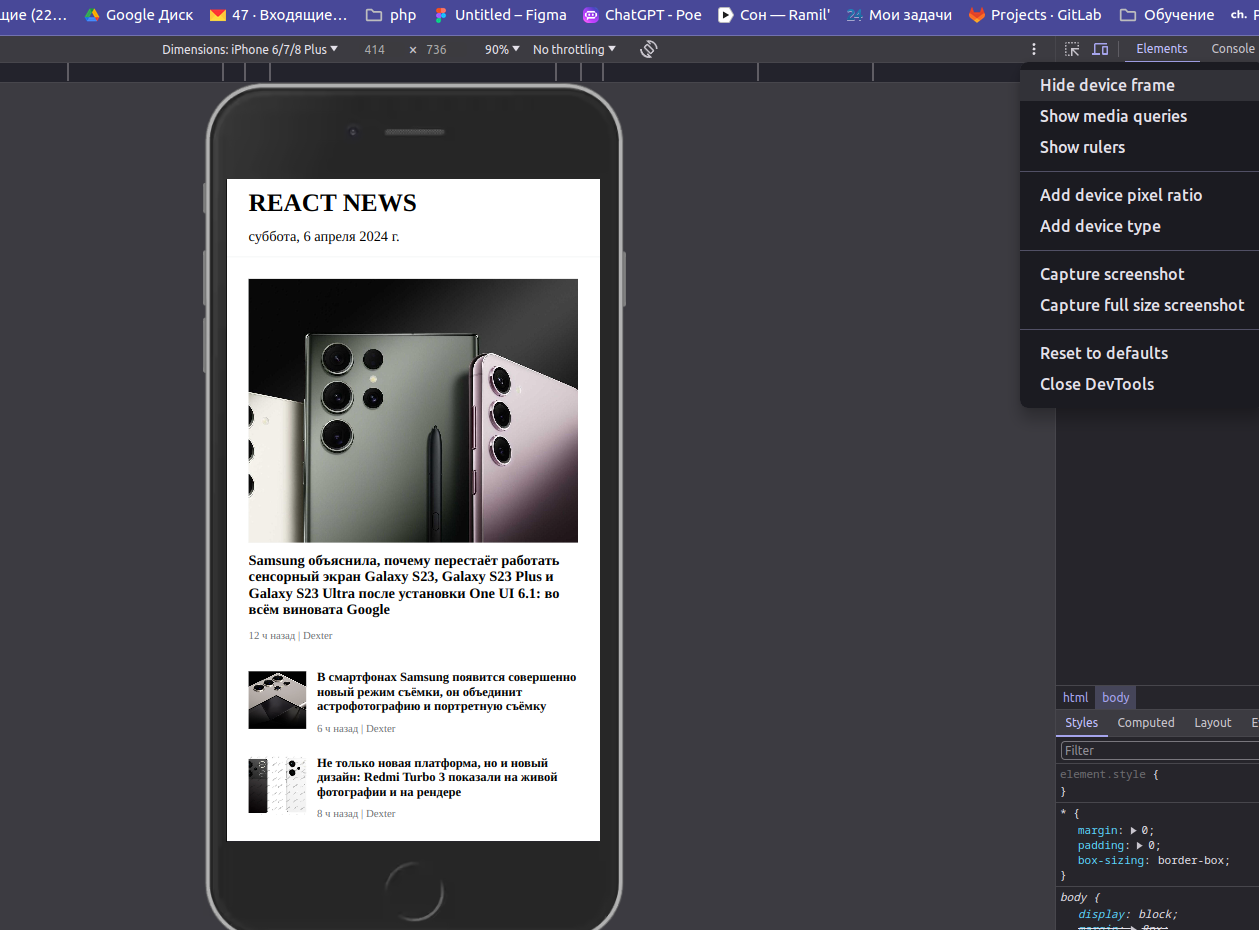 щие (22… Google Диск 47 · Входящие… php Untitled – Figma ChatGPT - Poe Сон — Ramil' Мои задачи Projects · GitLab Обучение ch.
Dimensions: iPhone 6/7/8 Plus 414 × 736 90% No throttling Elements Console
Hide device frame
Show media queries
Show rulers
Add device pixel ratio
Add device type
Capture screenshot
Capture full size screenshot
Reset to defaults
Close DevTools
REACT NEWS
суббота, 6 апреля 2024 г.
Samsung объяснила, почему перестаёт работать
сенсорный экран Galaxy S23, Galaxy S23 Plus и
Galaxy S23 Ultra после установки One UI 6.1: во
всём виновата Google
12 ч назад | Dexter
В смартфонах Samsung появится совершенно
новый режим съёмки, он объединит
астрофотографию и портретную съёмку
6 ч назад | Dexter
Не только новая платформа, но и новый
дизайн: Redmi Turbo 3 показали на живой
фотографии и на рендере
8 ч назад | Dexter
html body
Styles Computed Layout E
Filter
element.style {
}
* {
margin: 0;
padding: 0;
box-sizing: border-box;
}
body {
display: block;
margin: 8px;